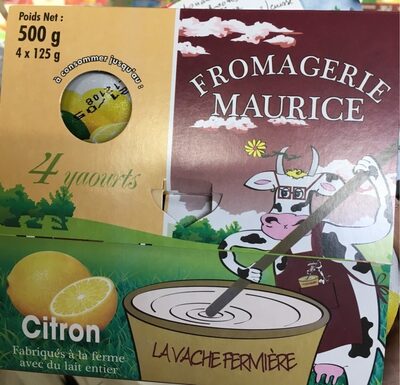 Poids Net :
500 g
4 x 125 g
à consommer jusqu'au :
FROMAGERIE
MAURICE
4 yaourts
Citron
Fabriqués à la ferme
avec du lait entier
LA VACHE FERMIÈRE